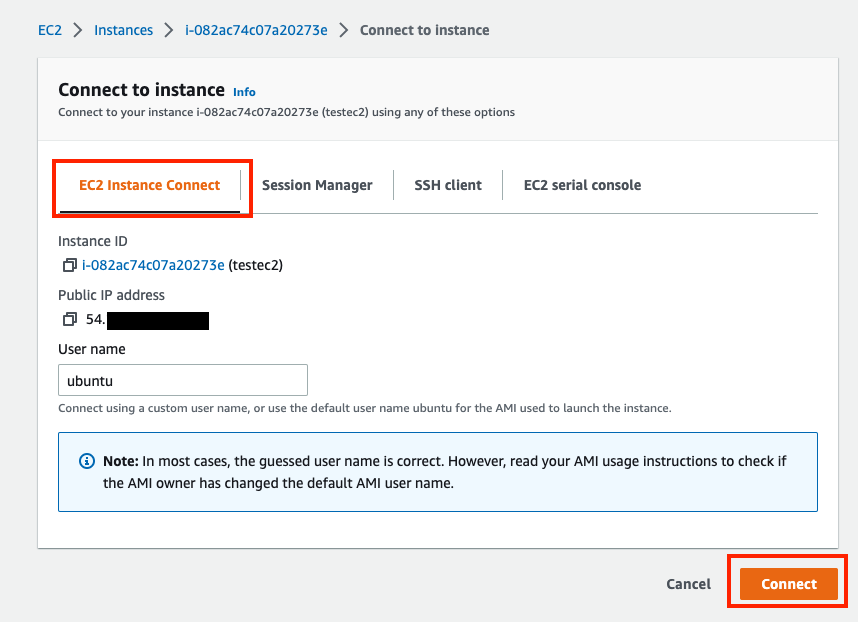 EC2 > Instances > i-082ac74c07a20273e > Connect to instance
Connect to instance Info
Connect to your instance i-082ac74c07a20273e (testec2) using any of these options
EC2 Instance Connect Session Manager SSH client EC2 serial console
Instance ID
i-082ac74c07a20273e (testec2)
Public IP address
54.
User name
ubuntu
Connect using a custom user name, or use the default user name ubuntu for the AMI used to launch the instance.
Note: In most cases, the guessed user name is correct. However, read your AMI usage instructions to check if
the AMI owner has changed the default AMI user name.
Cancel Connect